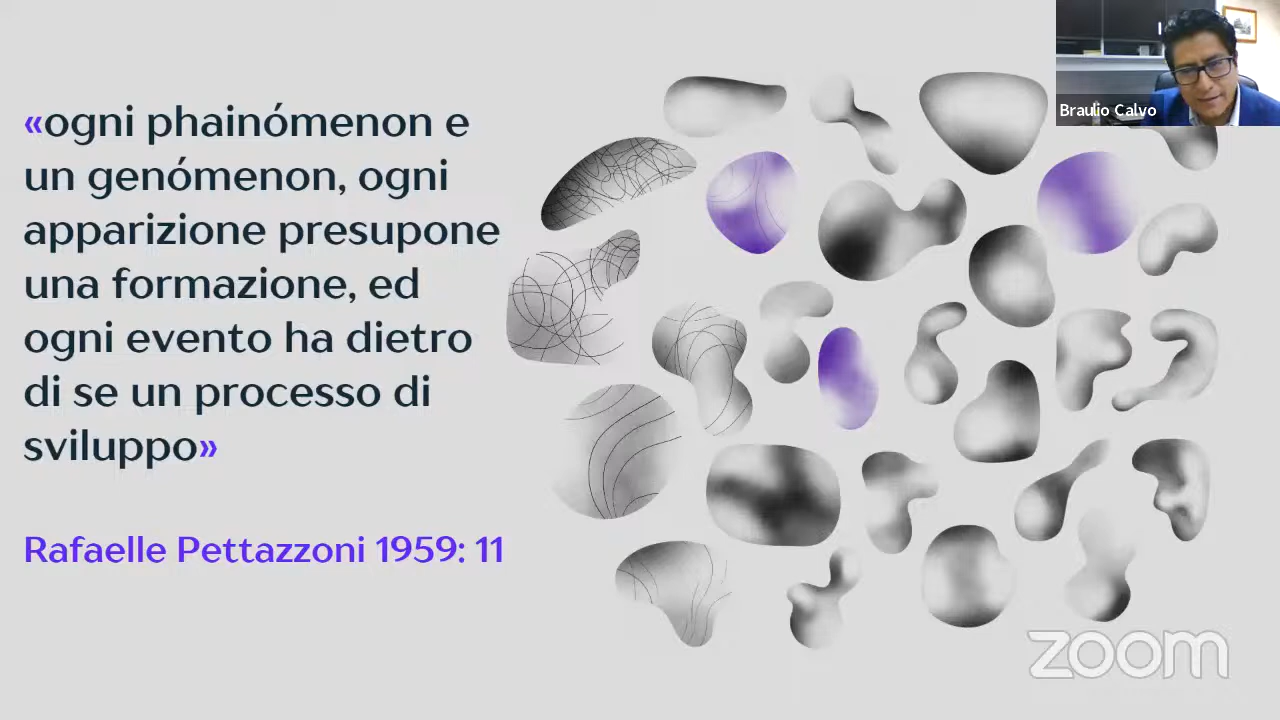 «ogni phainómenon e
un genómenon, ogni
apparizione presupone
una formazione, ed
ogni evento ha dietro
di se un processo di
sviluppo»
Rafaelle Pettazzoni 1959: 11
Braulio Calvo
zoom